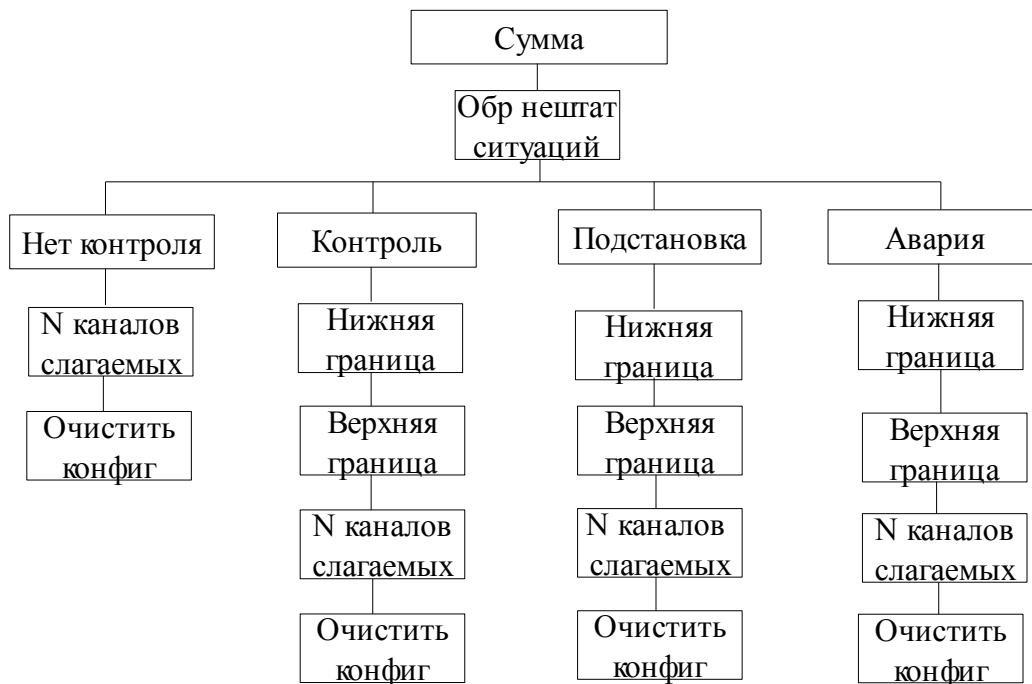 Сумма
Обр нештат
ситуаций
Нет контроля
N каналов
слагаемых
Очистить
конфиг
Контроль
Нижняя
граница
Верхняя
граница
N каналов
слагаемых
Очистить
конфиг
Подстановка
Нижняя
граница
Верхняя
граница
N каналов
слагаемых
Очистить
конфиг
Авария
Нижняя
граница
Верхняя
граница
N каналов
слагаемых
Очистить
конфиг